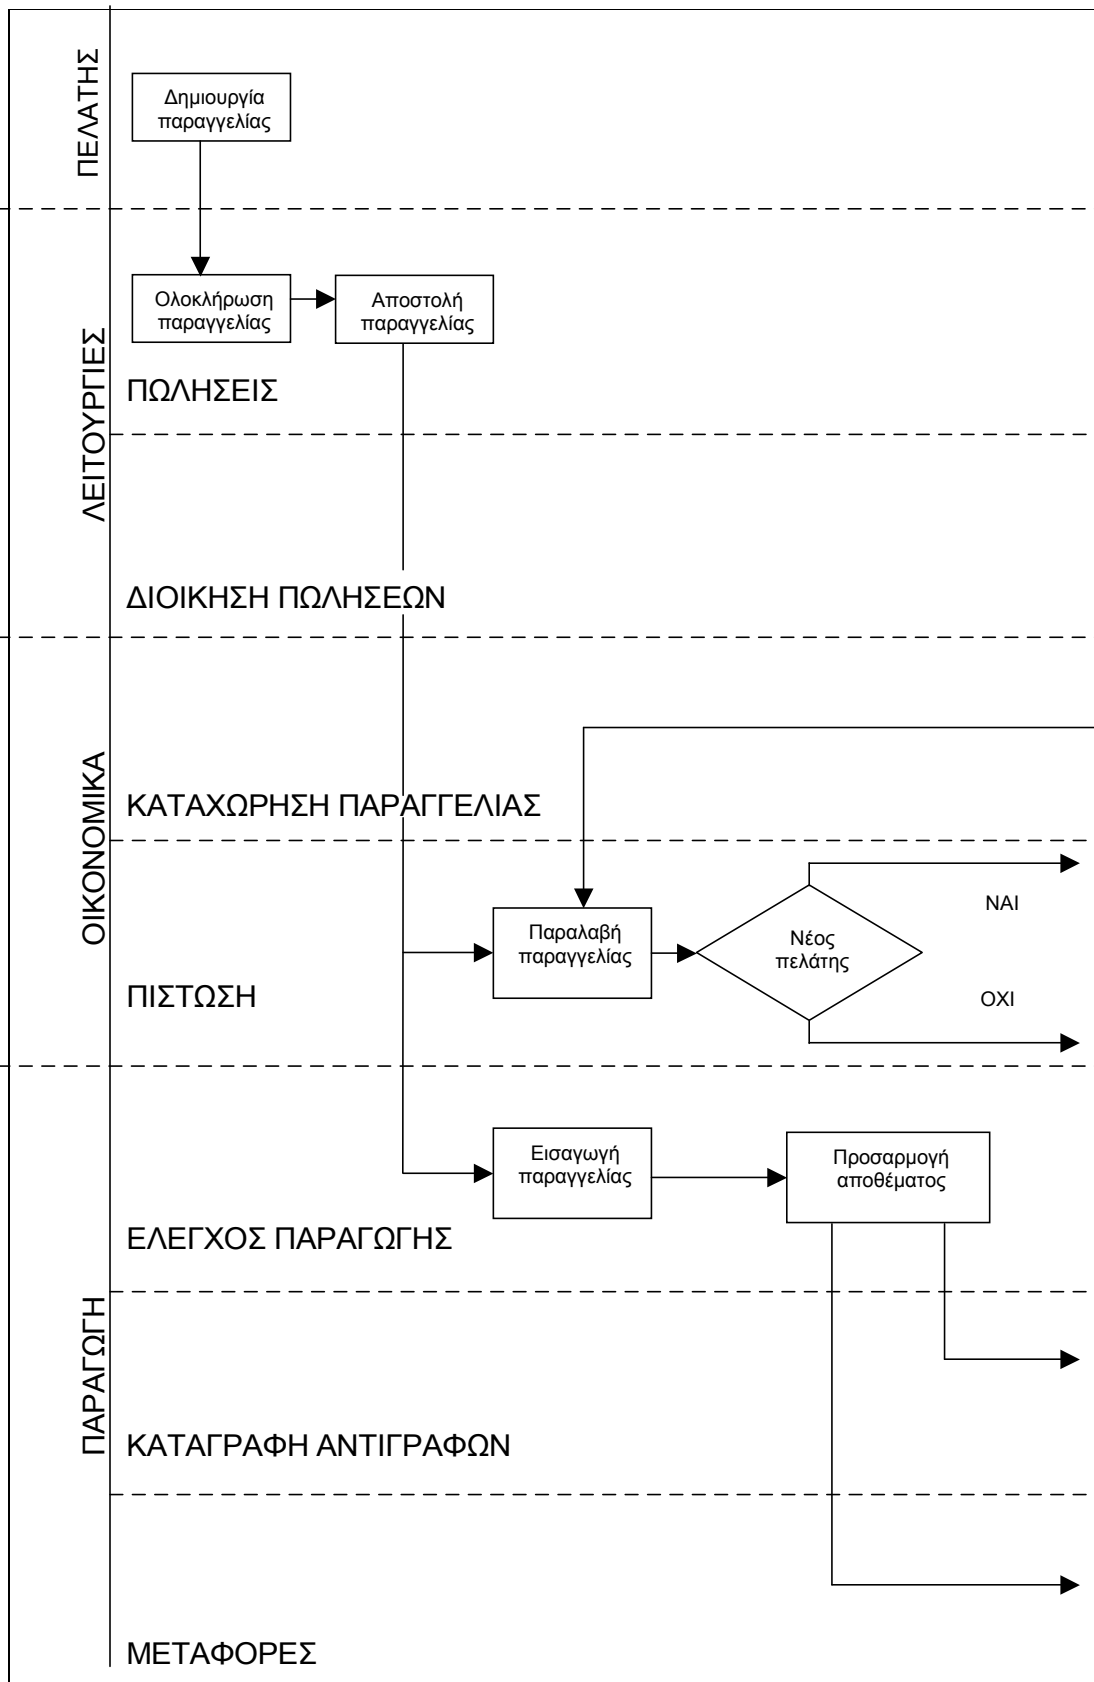 ΠΕΛΑΤΗΣ
Δημιουργία
παραγγελίας
ΛΕΙΤΟΥΡΓΙΕΣ
Ολοκλήρωση
παραγγελίας
Αποστολή
παραγγελίας
ΠΩΛΗΣΕΙΣ
ΔΙΟΙΚΗΣΗ ΠΩΛΗΣΕΩΝ
ΟΙΚΟΝΟΜΙΚΑ
ΚΑΤΑΧΩΡΗΣΗ ΠΑΡΑΓΓΕΛΙΑΣ
Παραλαβή
παραγγελίας
Νέος
πελάτης
ΝΑΙ
ΟΧΙ
ΠΙΣΤΩΣΗ
ΠΑΡΑΓΩΓΗ
Εισαγωγή
παραγγελίας
Προσαρμογή
αποθέματος
ΕΛΕΓΧΟΣ ΠΑΡΑΓΩΓΗΣ
ΚΑΤΑΓΡΑΦΗ ΑΝΤΙΓΡΑΦΩΝ
ΜΕΤΑΦΟΡΕΣ